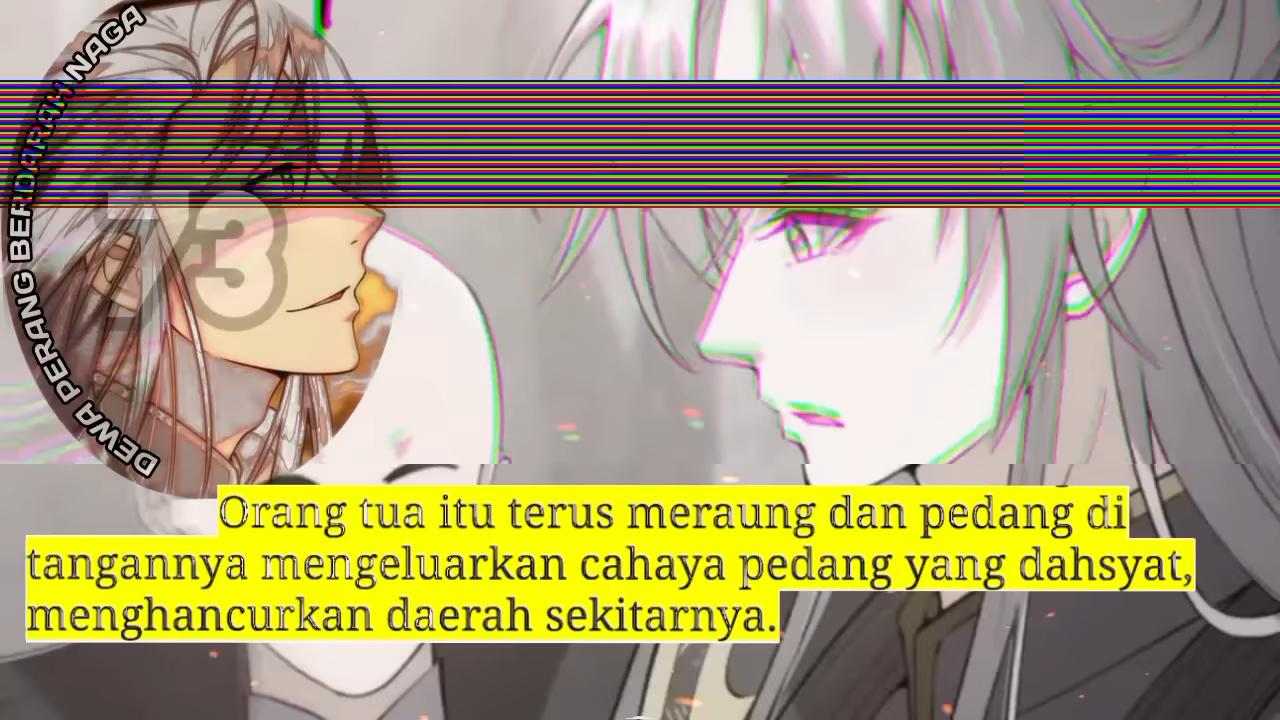 DEWA PERANG BERDARAH NAGA
73
Orang tua itu terus meraung dan pedang di
tangannya mengeluarkan cahaya pedang yang dahsyat,
menghancurkan daerah sekitarnya.